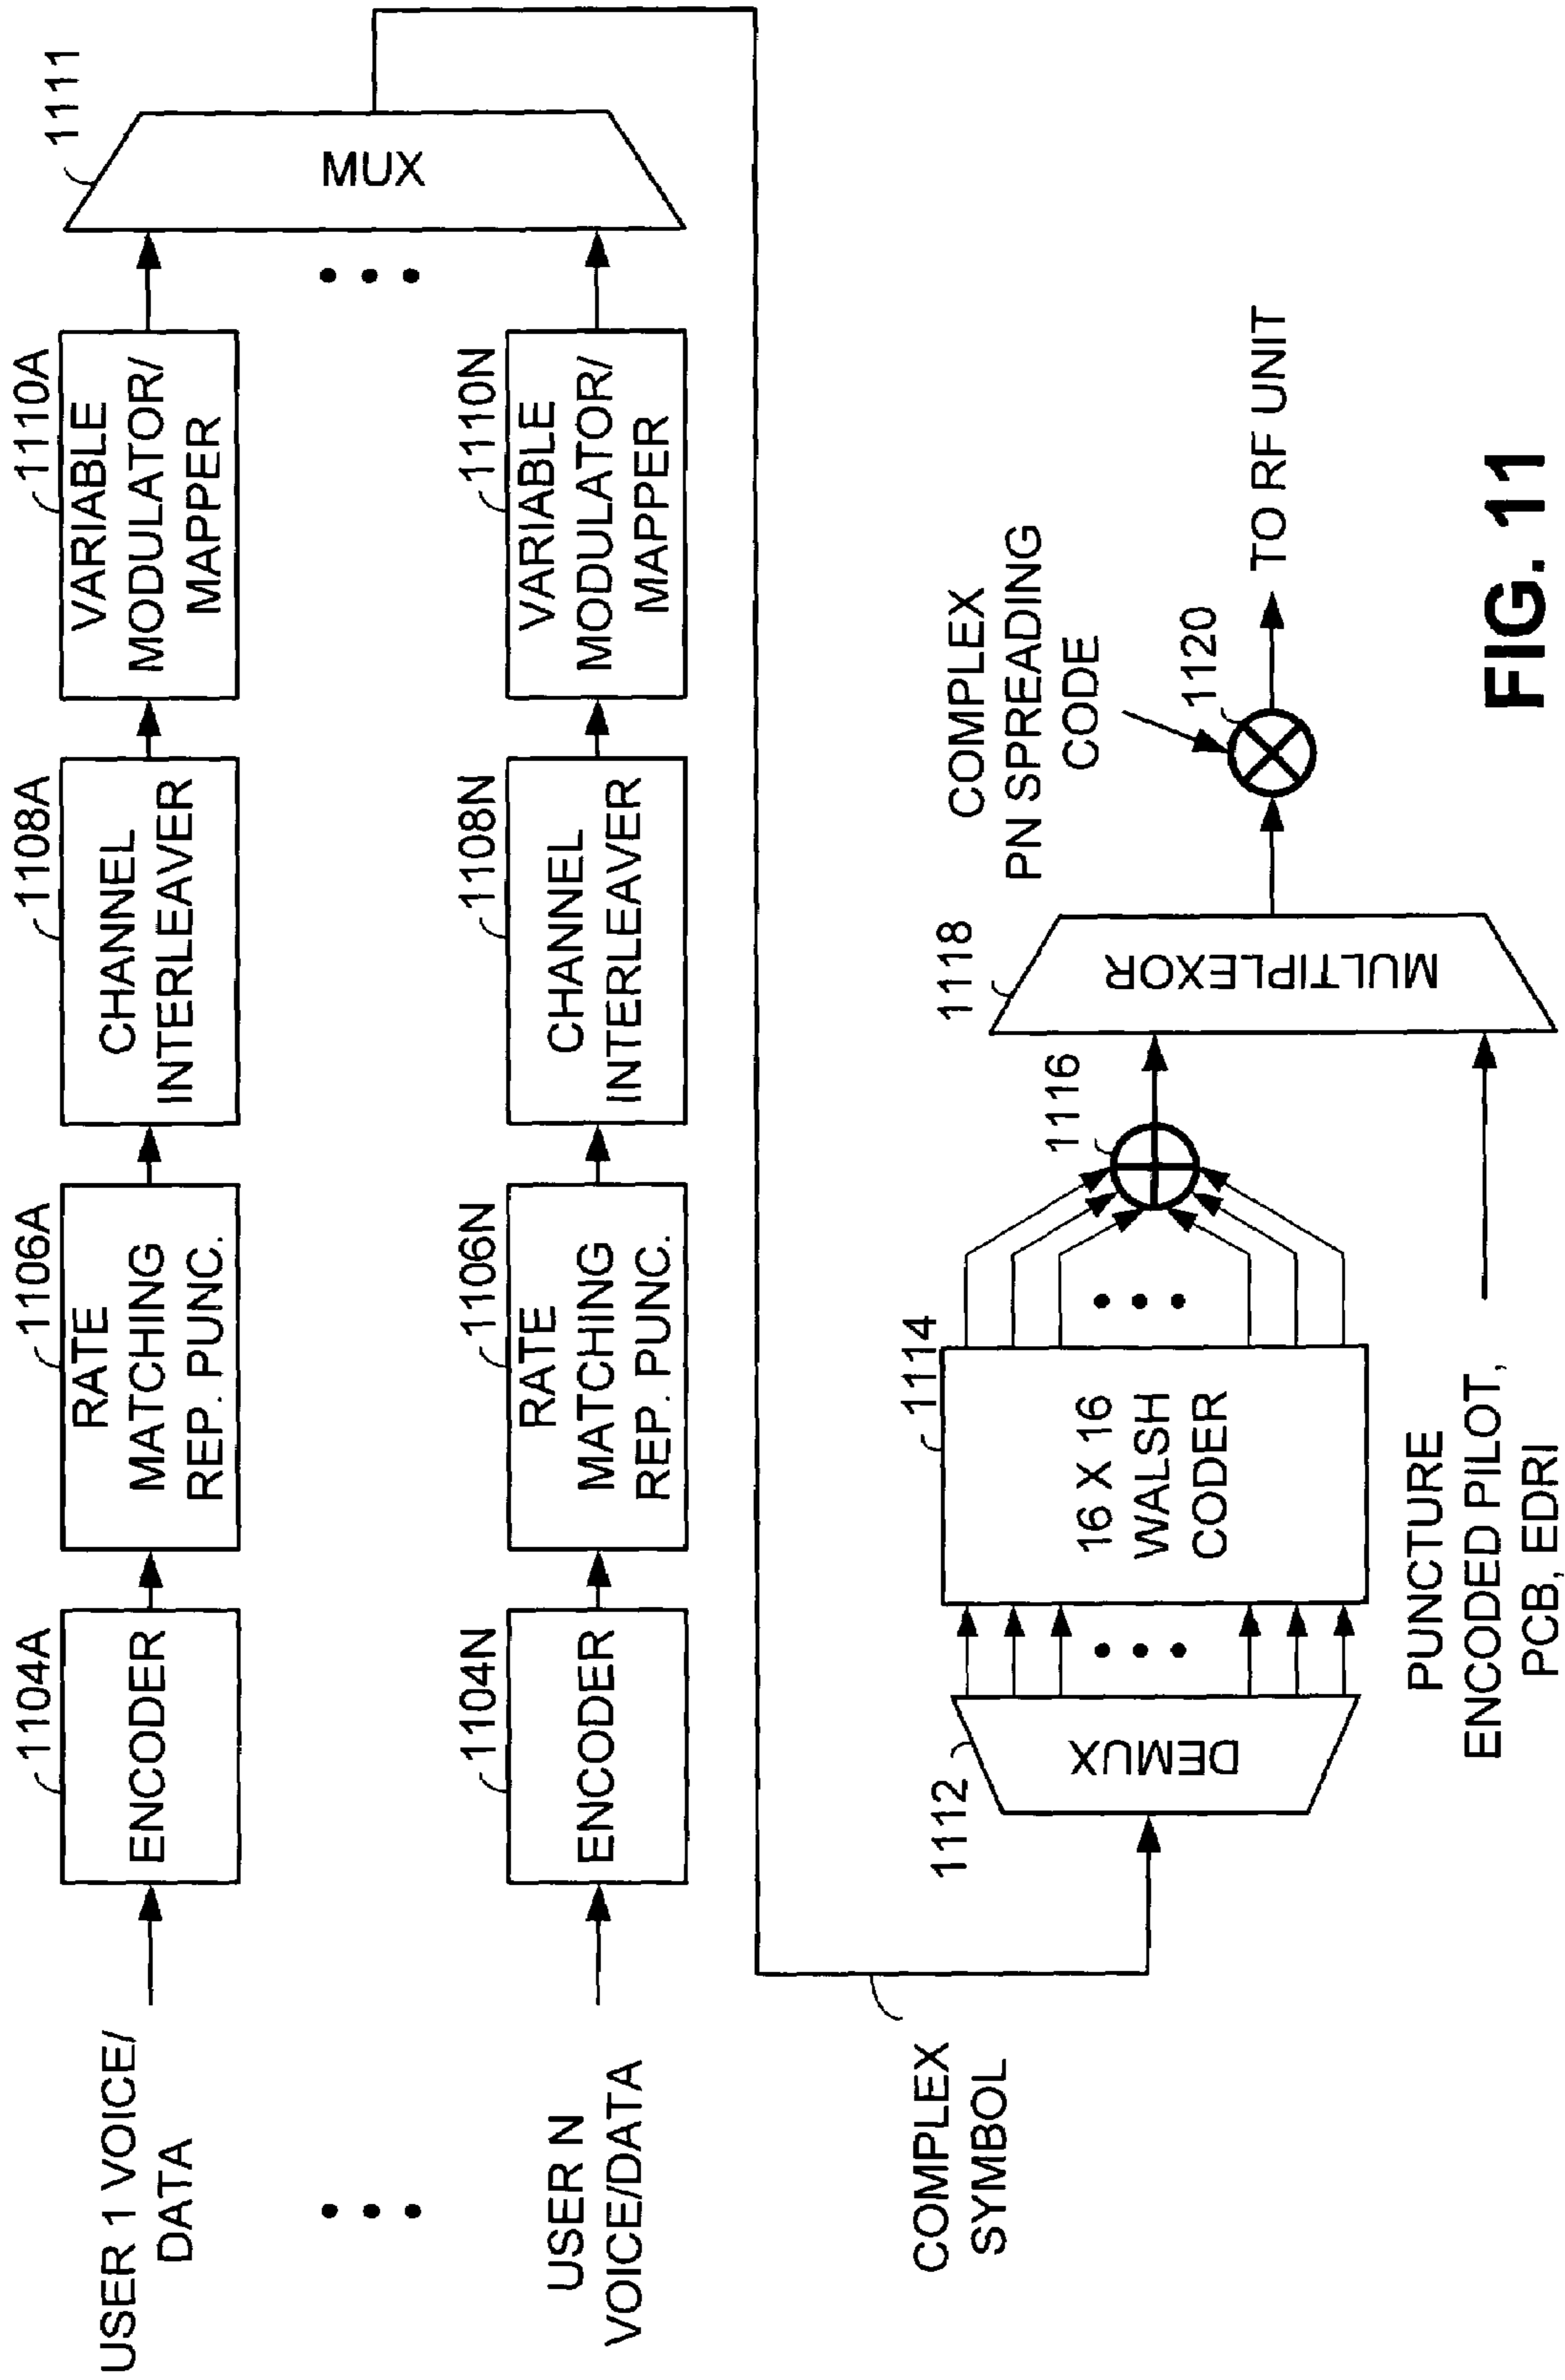 USER 1 VOICE/
DATA
1104A
ENCODER
1106A
RATE
MATCHING
REP. PUNC.
1108A
CHANNEL
INTERLEAVER
1110A
VARIABLE
MODULATOR/
MAPPER
1111
MUX
USER N
VOICE/DATA
1104N
ENCODER
1106N
RATE
MATCHING
REP. PUNC.
1108N
CHANNEL
INTERLEAVER
1110N
VARIABLE
MODULATOR/
MAPPER
COMPLEX
SYMBOL
1112
DEMUX
1114
16 X 16
WALSH
CODER
1116
1118
MULTIPLEXOR
COMPLEX
PN SPREADING
CODE
1120
TO RF UNIT
PUNCTURE
ENCODED PILOT,
PCB, EDRI
FIG. 11